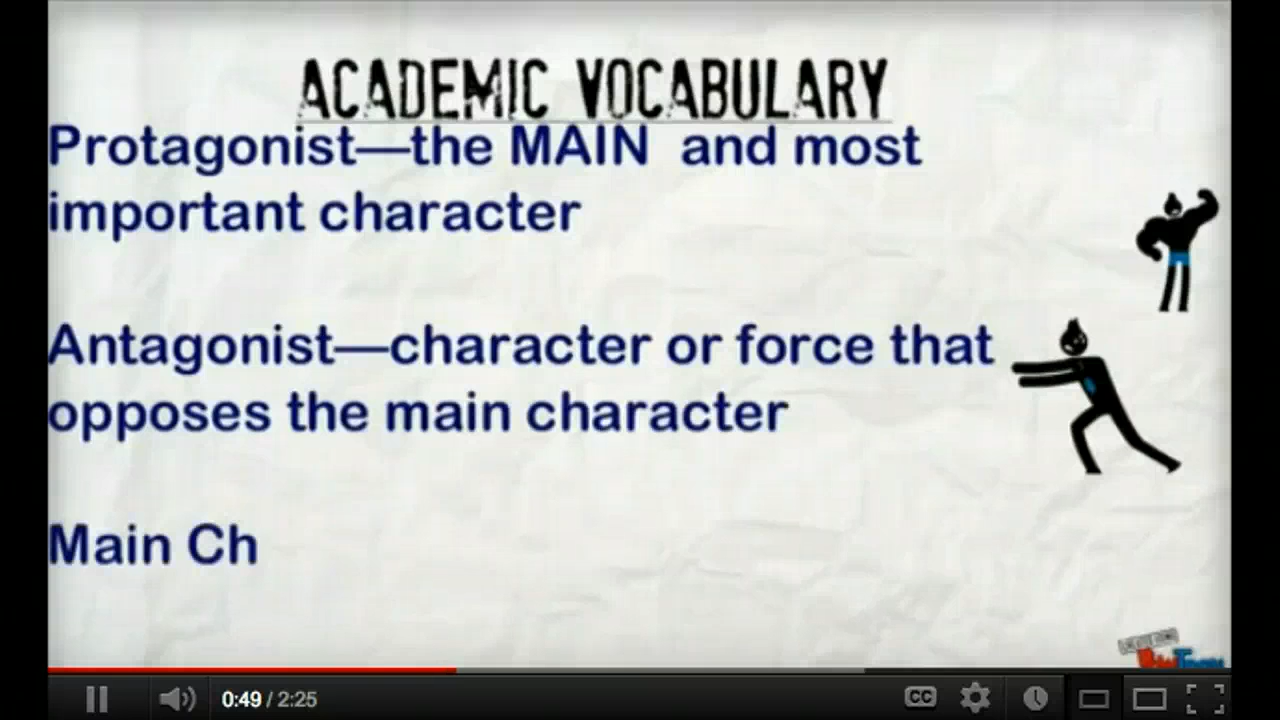 ACADEMIC VOCABULARY
Protagonist—the MAIN and most
important character
Antagonist—character or force that
opposes the main character
Main Ch
0:49 / 2:25
CC